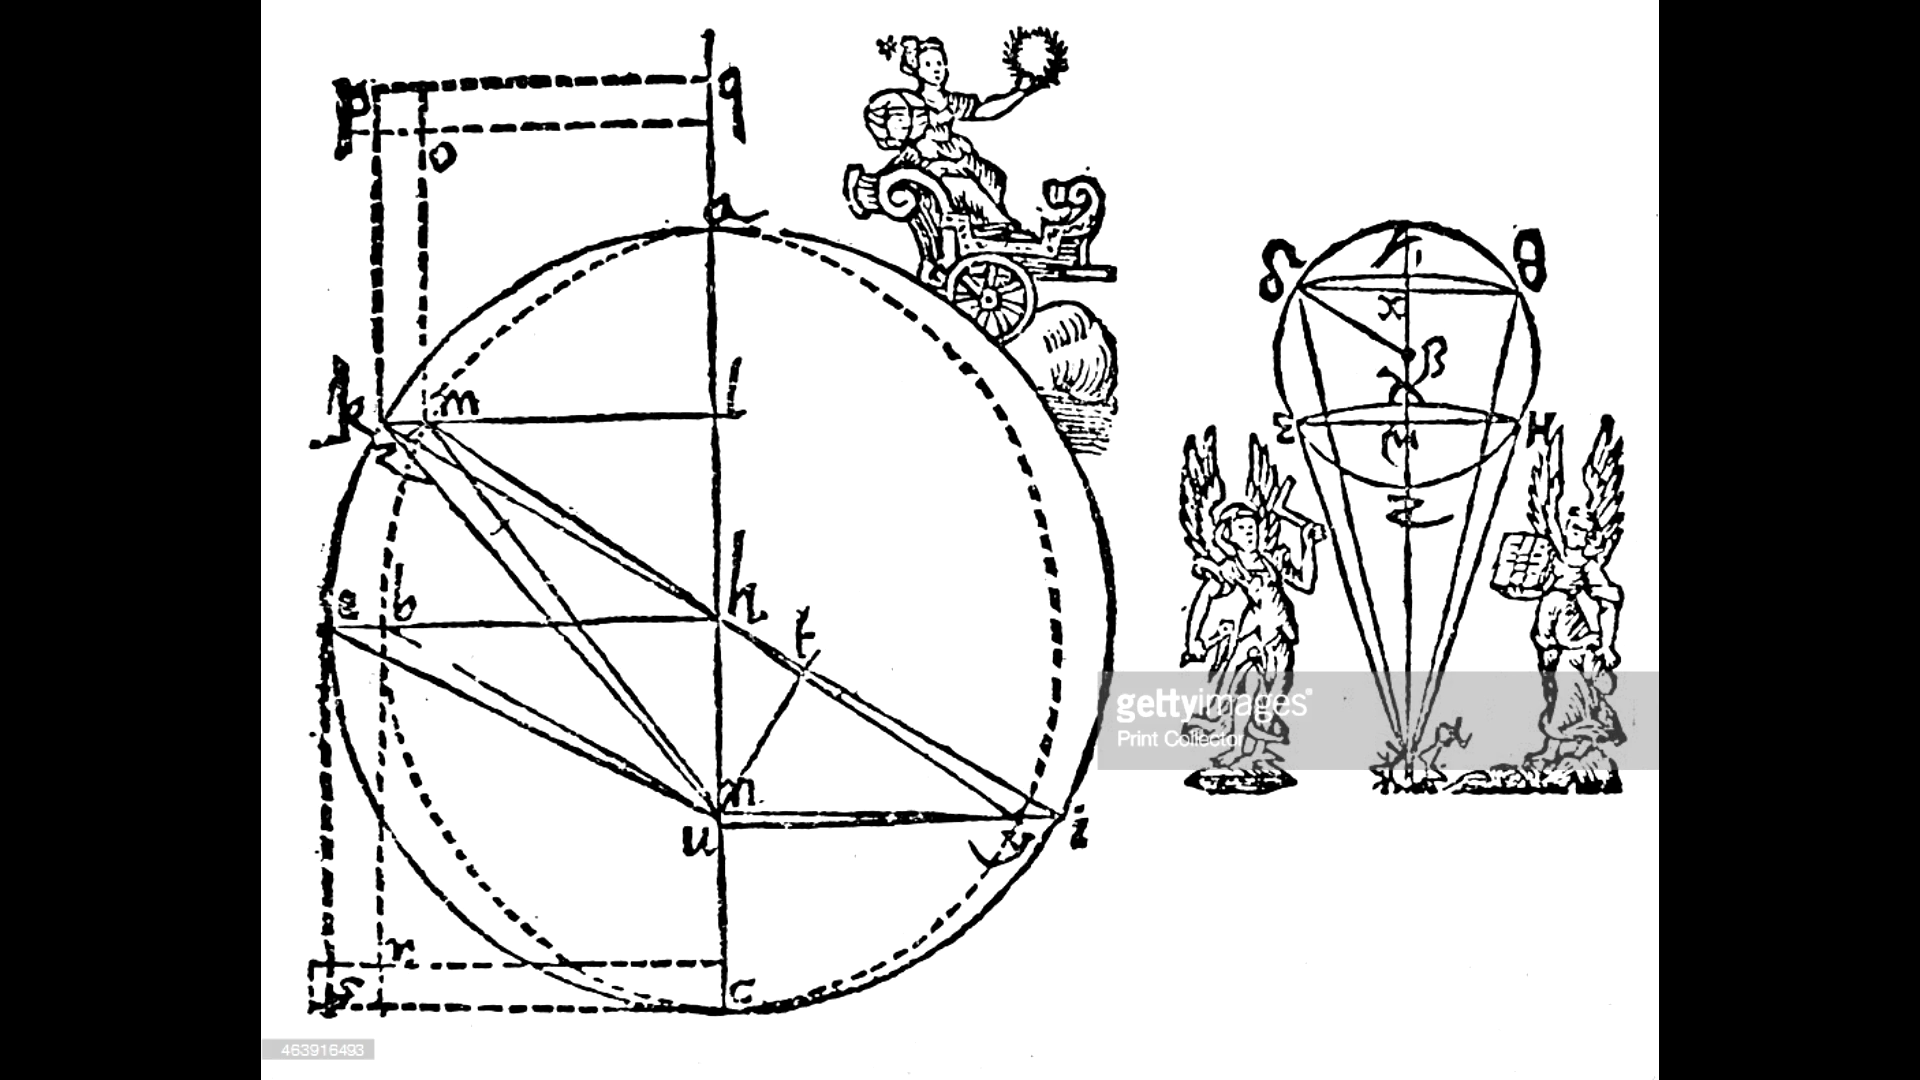 q
o
a
m
l
h
e
b
f
n
u
i
r
c
δ
θ
χ
β
ε
H
M
α
gettyimages®
Print Collector
463916493